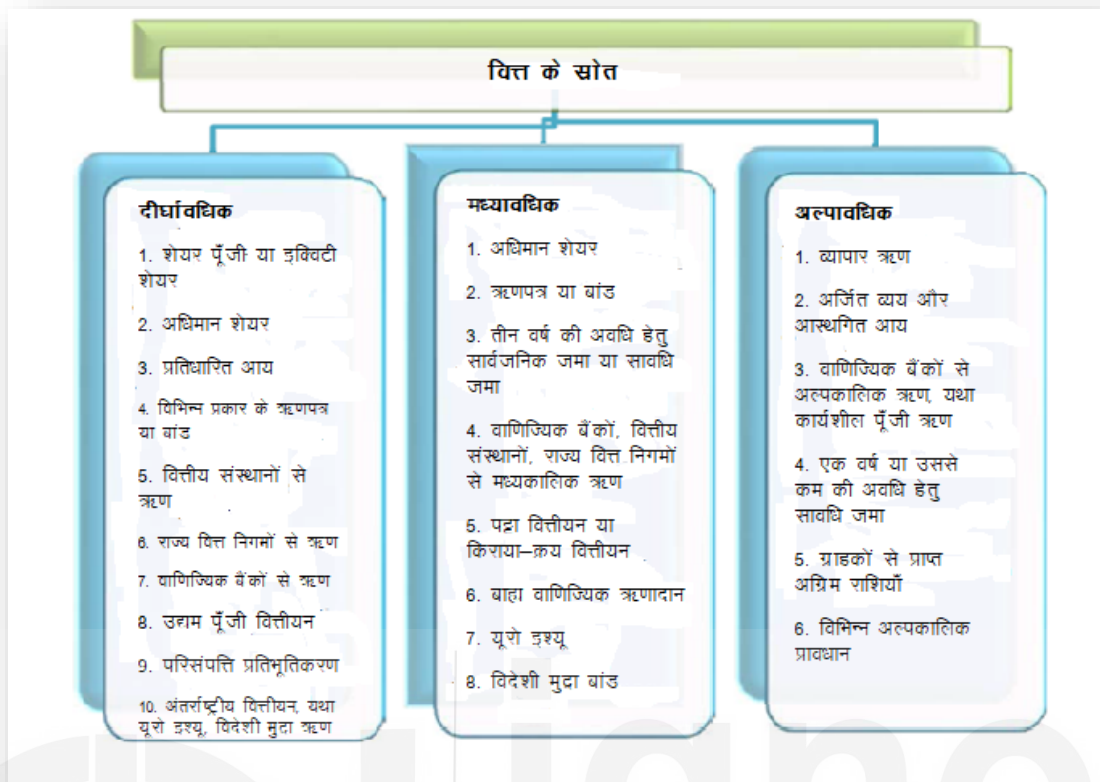 वित्त के स्रोत
दीर्घावधिक
1. शेयर पूँजी या इक्विटी
शेयर
2. अधिमान शेयर
3. प्रतिधारित आय
4. विभिन्न प्रकार के ऋणपत्र
या बांड
5. वित्तीय संस्थानों से
ऋण
6. राज्य वित्त निगमों से ऋण
7. वाणिज्यिक बैंकों से ऋण
8. उद्यम पूँजी वित्तीयन
9. परिसंपत्ति प्रतिभूतिकरण
10. अंतर्राष्ट्रीय वित्तीयन, यथा
यूरो इश्यू, विदेशी मुद्रा ऋण
मध्यावधिक
1. अधिमान शेयर
2. ऋणपत्र या बांड
3. तीन वर्ष की अवधि हेतु
सार्वजनिक जमा या सावधि
जमा
4. वाणिज्यिक बैंकों, वित्तीय
संस्थानों, राज्य वित्त निगमों
से मध्यकालिक ऋण
5. पट्टा वित्तीयन या
किराया–क्रय वित्तीयन
6. बाहा वाणिज्यिक ऋणादान
7. यूरो इश्यू
8. विदेशी मुद्रा बांड
अल्पावधिक
1. व्यापार ऋण
2. अर्जित व्यय और
आस्थगित आय
3. वाणिज्यिक बैंकों से
अल्पकालिक ऋण, यथा
कार्यशील पूँजी ऋण
4. एक वर्ष या उससे
कम की अवधि हेतु
सावधि जमा
5. ग्राहकों से प्राप्त
अग्रिम राशियाँ
6. विभिन्न अल्पकालिक
प्रावधान